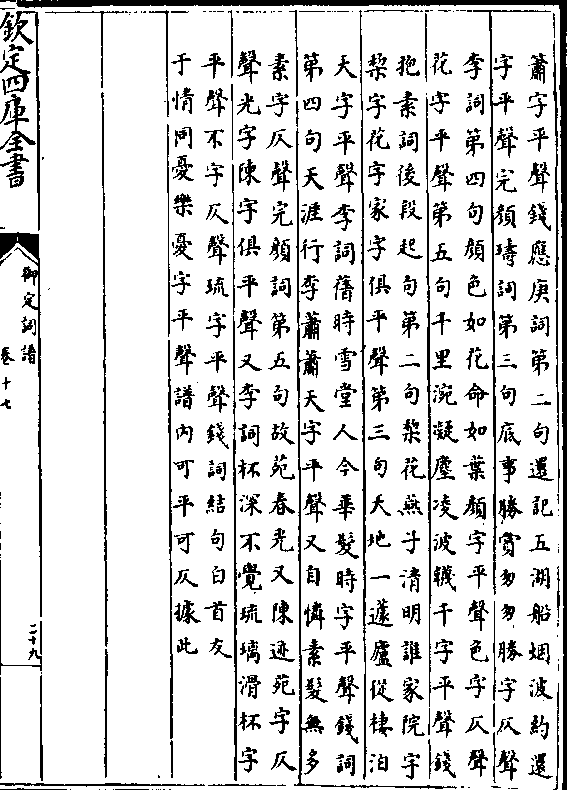 簫字平聲錢應庚詞第二句還記五湖船烟波約還
字平聲完顏璹詞第三句底事勝賞匆匆勝字仄聲
李詞第四句顏色如花命如葉顏字平聲色字仄聲
花字平聲第五句千里涴凝塵凌波韈千字平聲錢
抱素詞後段起句第二句棃花燕子清明誰家院字
棃字花字家字俱平聲第三句天地一蘧廬從棲泊
天字平聲李詞舊時雪堂人今華髮時字平聲錢詞
第四句天涯行李蕭蕭天字平聲又自憐素髮無多
素字仄聲完顏詞第五句故苑春光又陳迹苑字仄
聲光字陳字俱平聲又李詞杯深不覺琉璃滑杯字
平聲不字仄聲琉字平聲錢詞結句白首友
于情同憂樂憂字平聲譜內可平可仄據此
欽定四庫全書
御定詞譜
卷十七
二十九